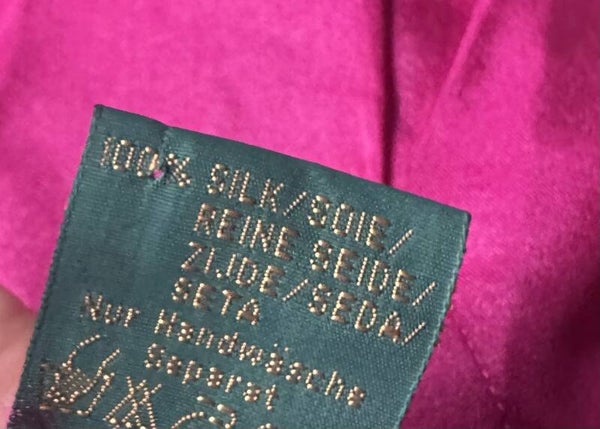 100% SILK/SOIE/
REINE SEIDE/
ZIJDE/SEDA/
SETA
Nur Handwäsche
Separat